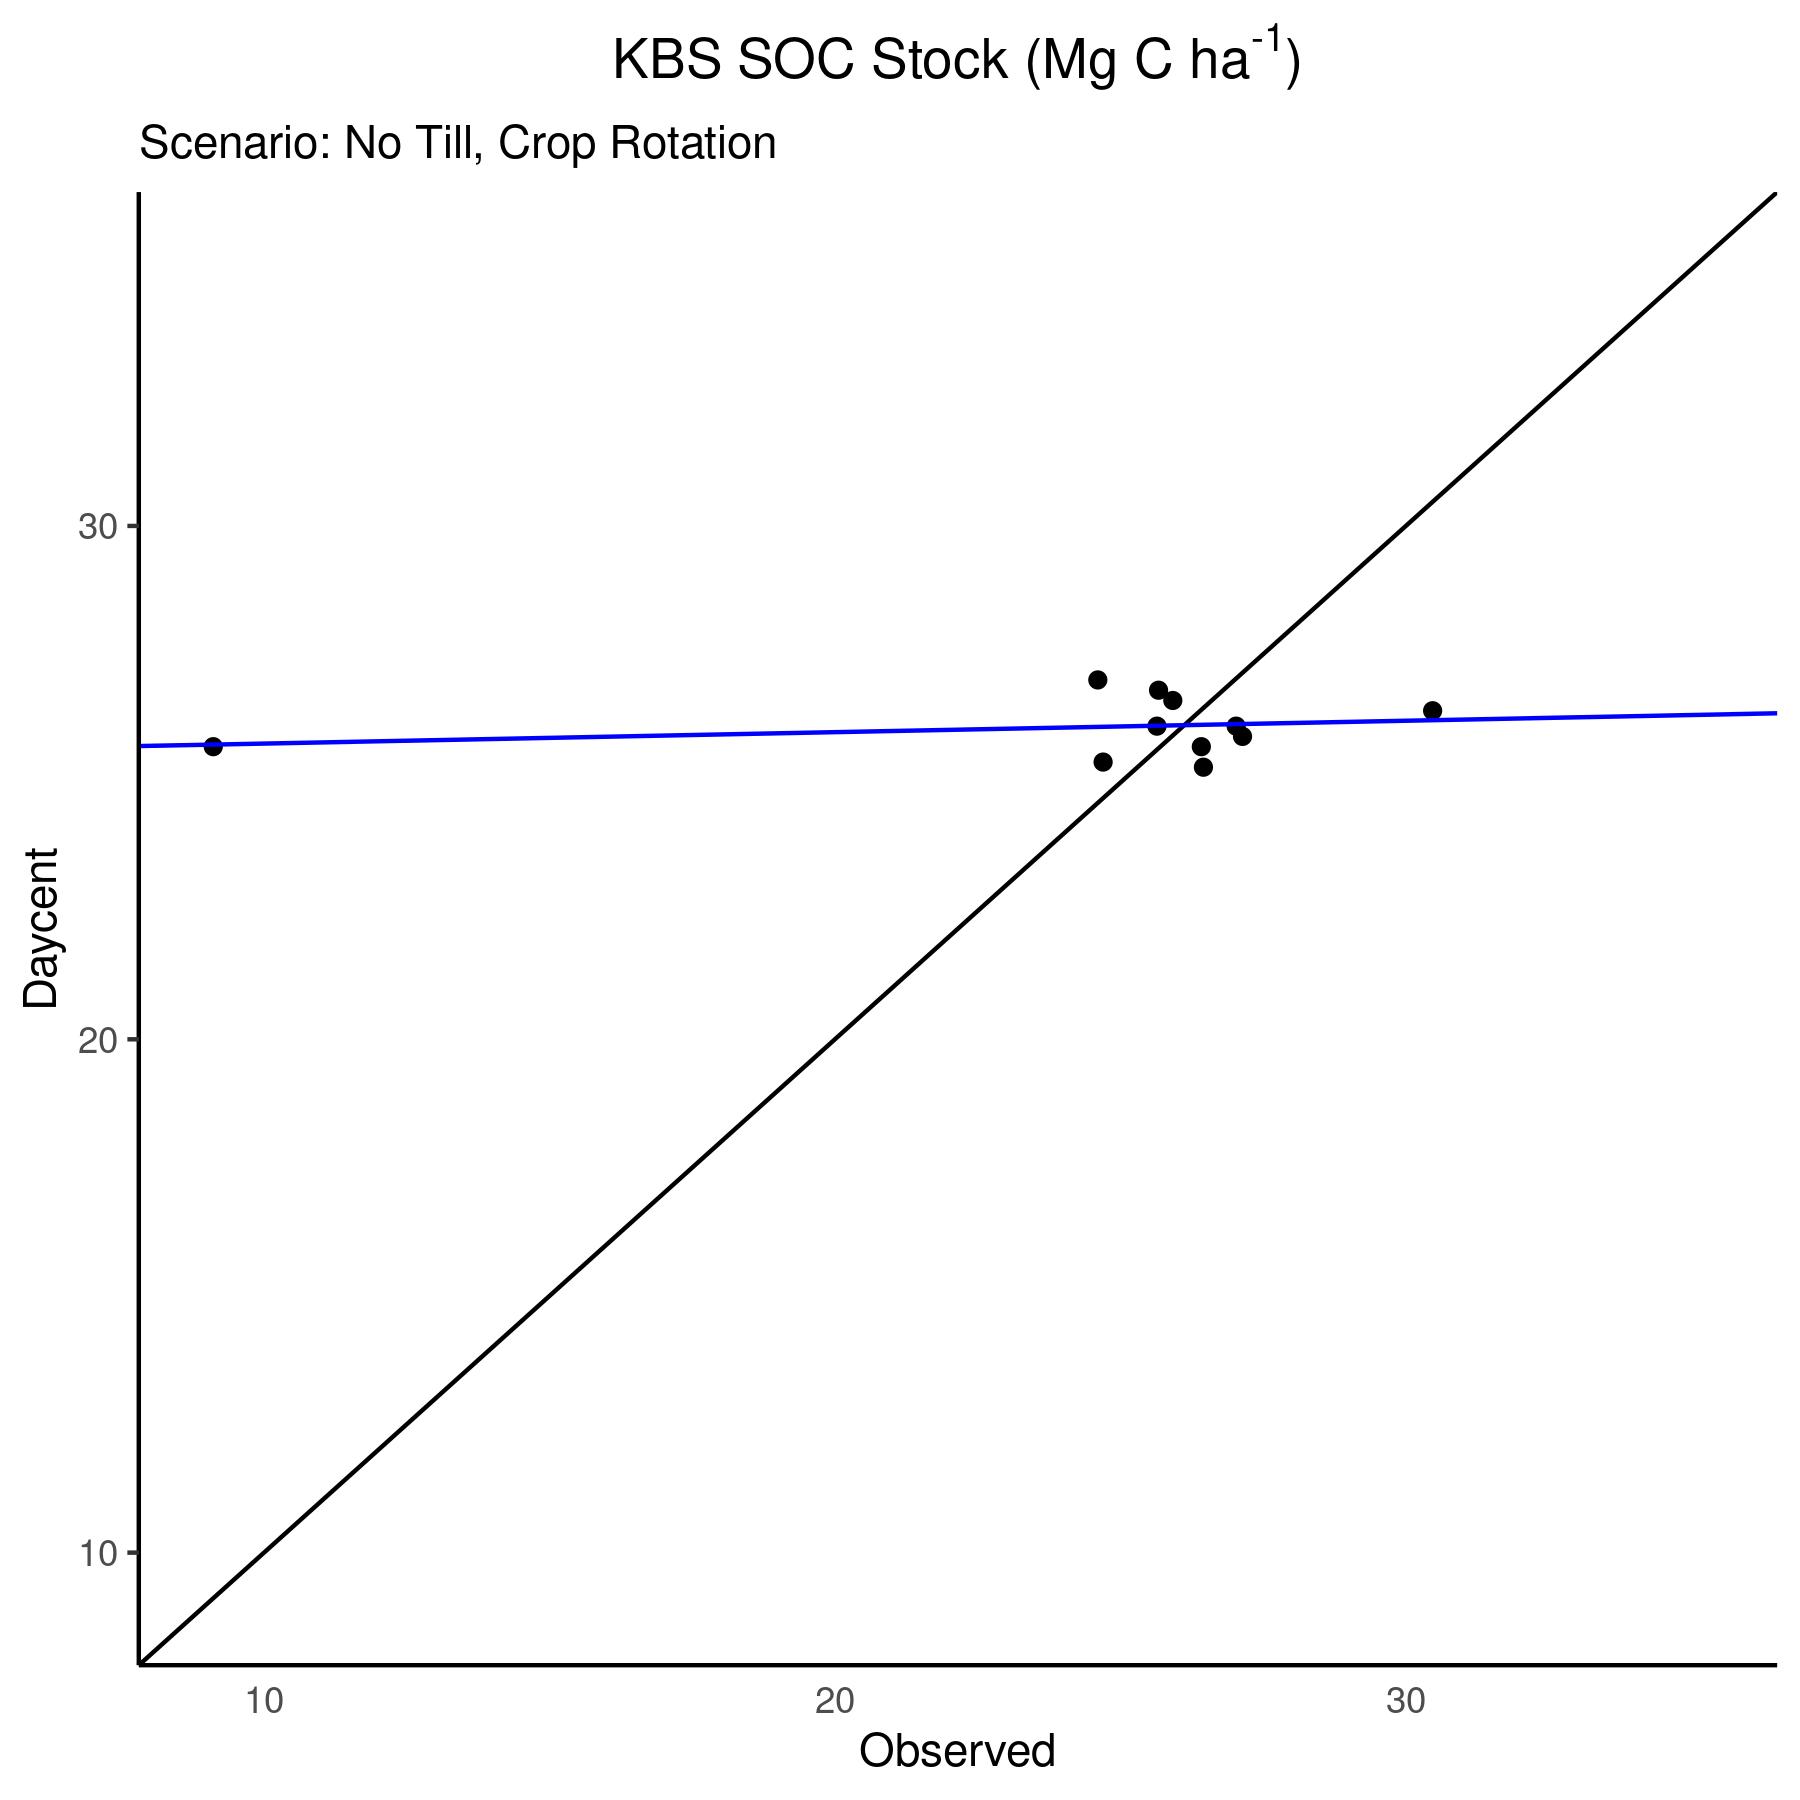 KBS SOC Stock (Mg C ha⁻¹)
Scenario: No Till, Crop Rotation
30
20
10
Daycent
10 20 30
Observed